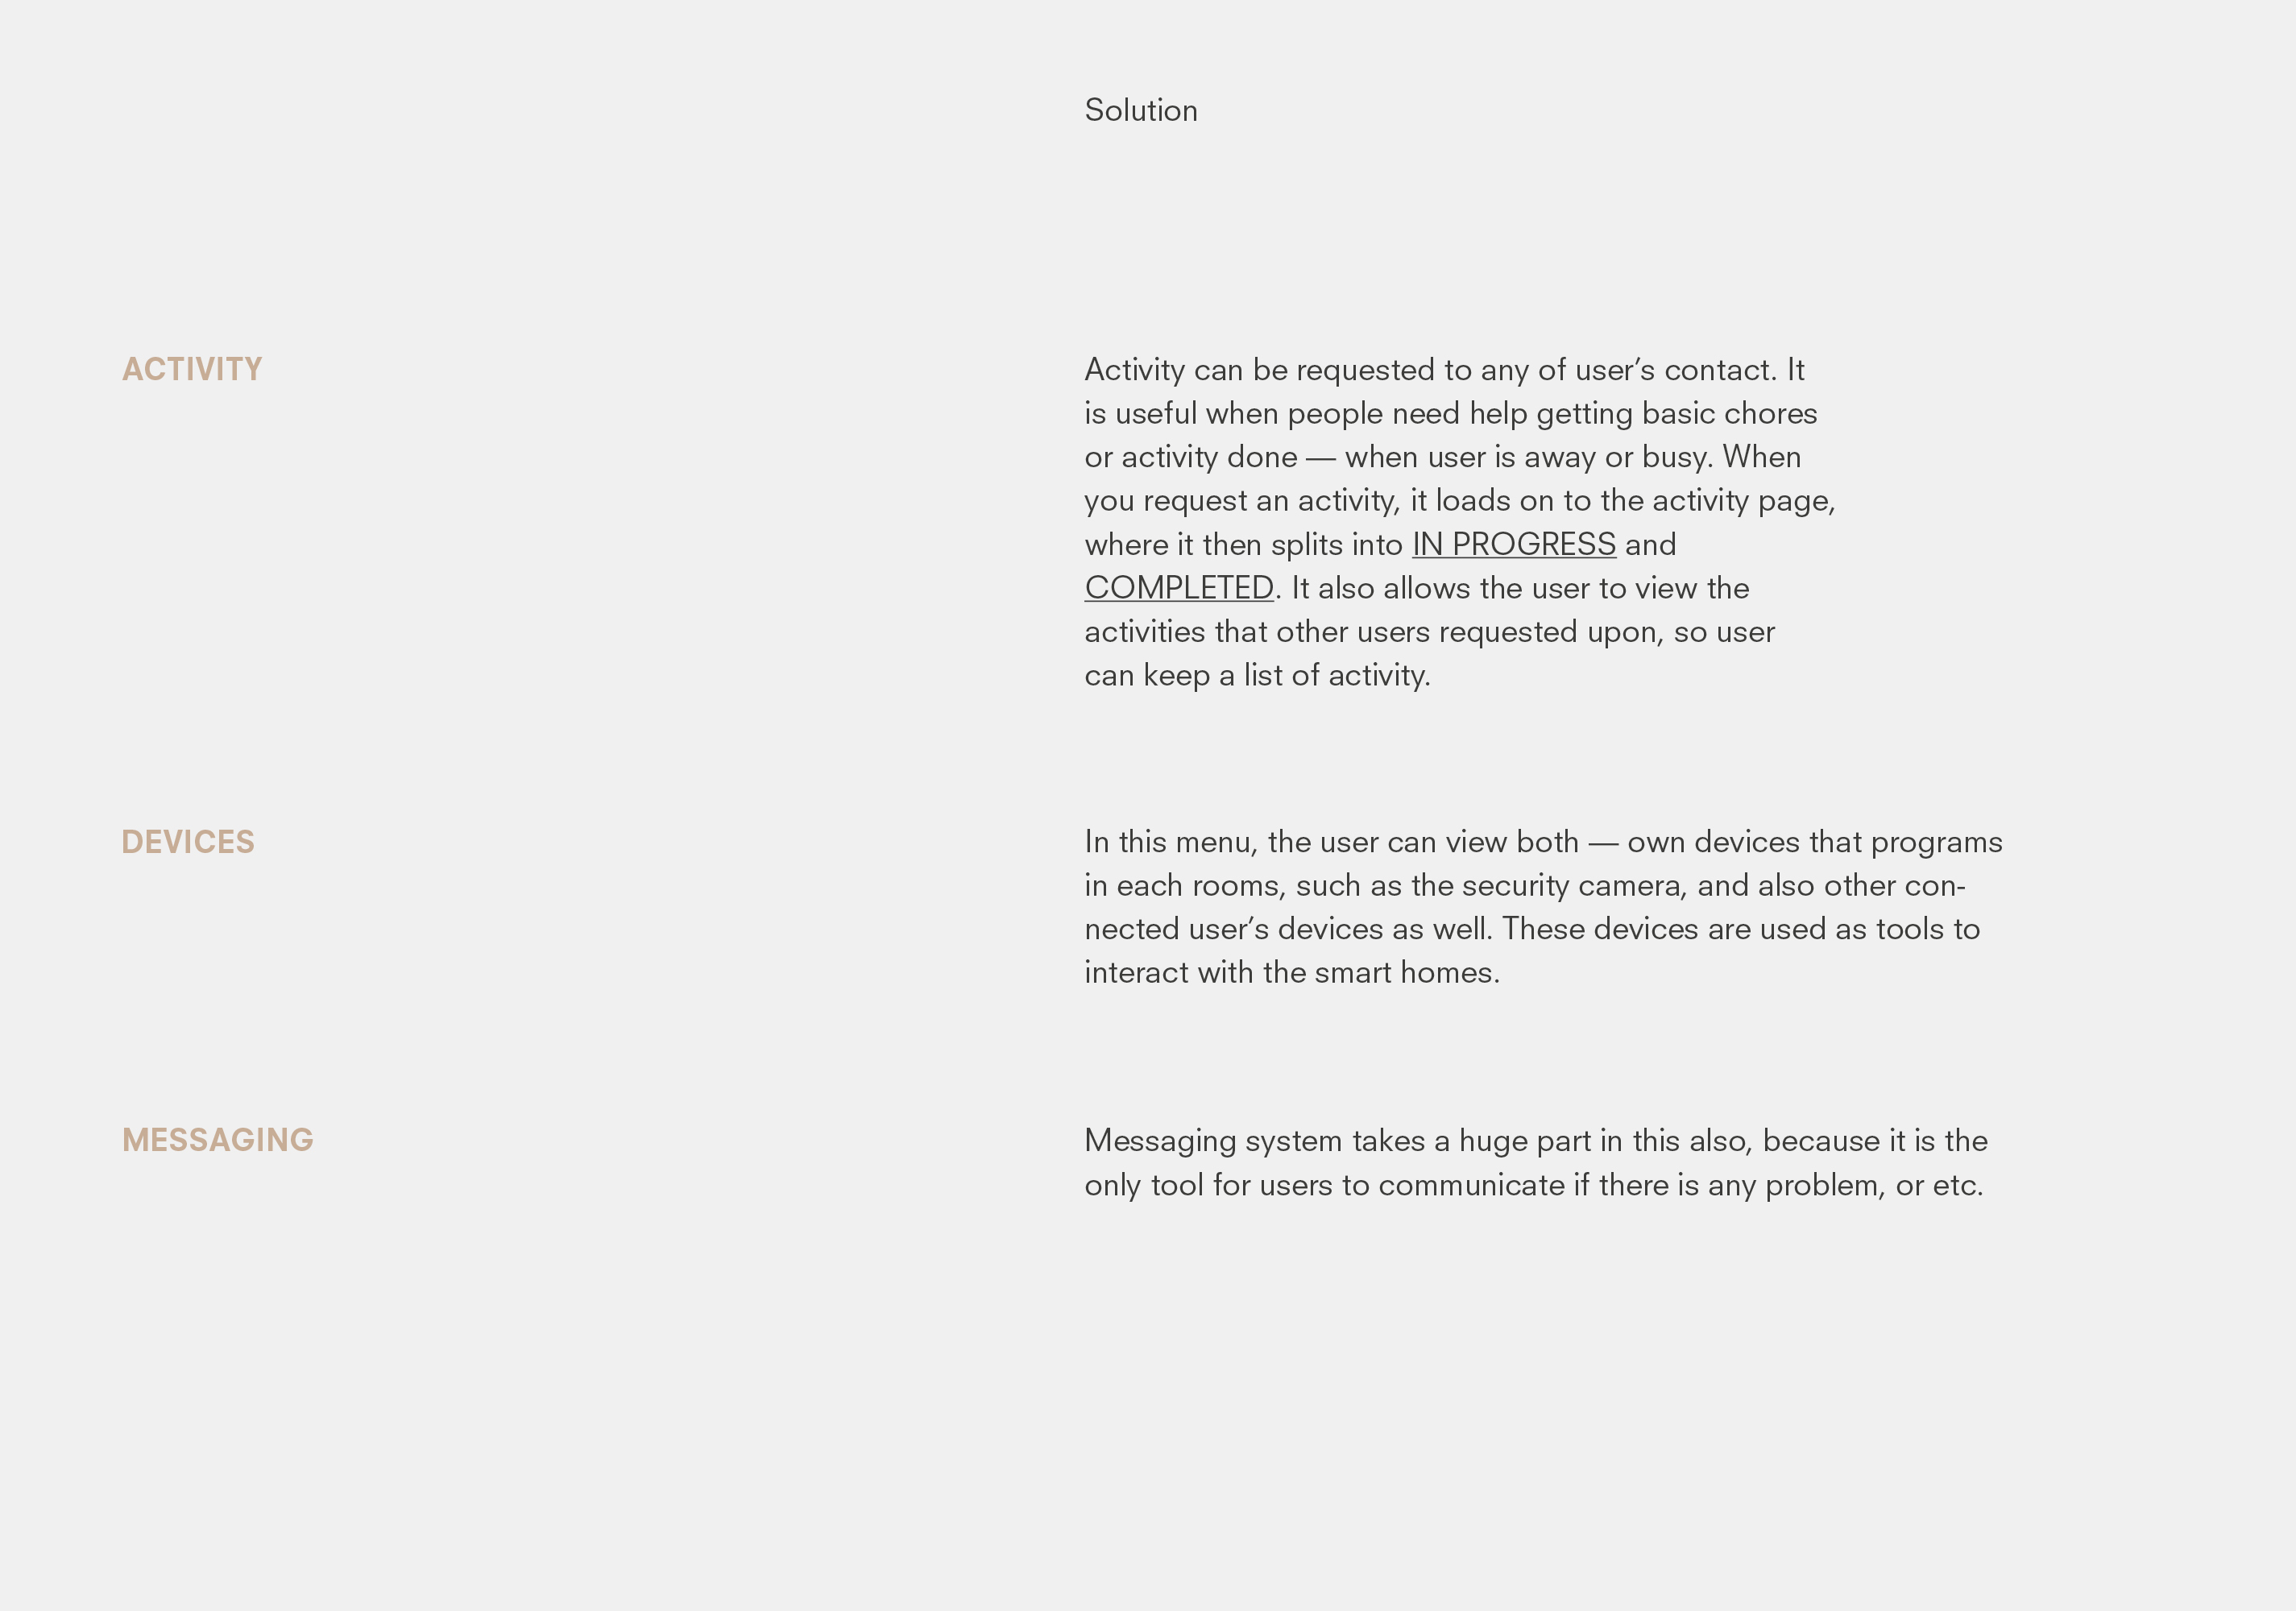 Solution
ACTIVITY
Activity can be requested to any of user’s contact. It
is useful when people need help getting basic chores
or activity done — when user is away or busy. When
you request an activity, it loads on to the activity page,
where it then splits into IN PROGRESS and
COMPLETED. It also allows the user to view the
activities that other users requested upon, so user
can keep a list of activity.
DEVICES
In this menu, the user can view both — own devices that programs
in each rooms, such as the security camera, and also other con-
nected user’s devices as well. These devices are used as tools to
interact with the smart homes.
MESSAGING
Messaging system takes a huge part in this also, because it is the
only tool for users to communicate if there is any problem, or etc.